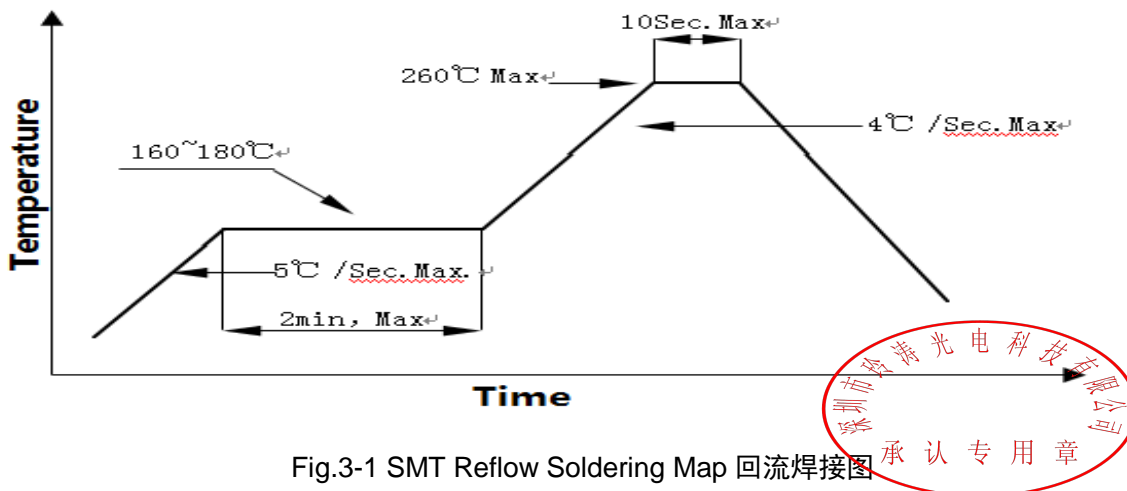 10Sec.Max↵
260℃ Max↵
4℃ /Sec.Max↵
160~180℃↵
5℃ /Sec.Max. ↵
2min, Max↵
Temperature
Time
深圳市玲涛光电科技有限公司
承认专用章
Fig.3-1 SMT Reflow Soldering Map 回流焊接图